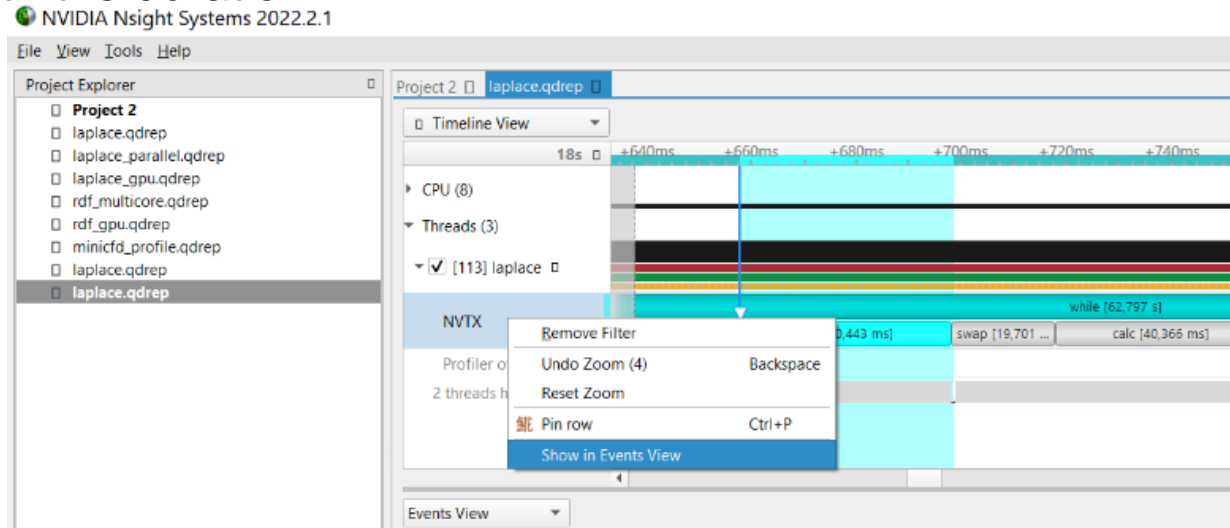 NVIDIA Nsight Systems 2022.2.1
File View Tools Help
Project Explorer
Project 2
laplace.qdrep
laplace_parallel.qdrep
laplace_gpu.qdrep
rdf_multicore.qdrep
rdf_gpu.qdrep
minicfd_profile.qdrep
laplace.qdrep
laplace.qdrep
Project 2 laplace.qdrep
Timeline View
18s +640ms +660ms +680ms +700ms +720ms +740ms
CPU (8)
Threads (3)
[113] laplace
while [62,797 s]
NVTX
0,443 ms] swap [19,701 ... calc [40,366 ms]
Profiler o
2 threads h
Remove Filter
Undo Zoom (4) Backspace
Reset Zoom
Pin row Ctrl+P
Show in Events View
Events View